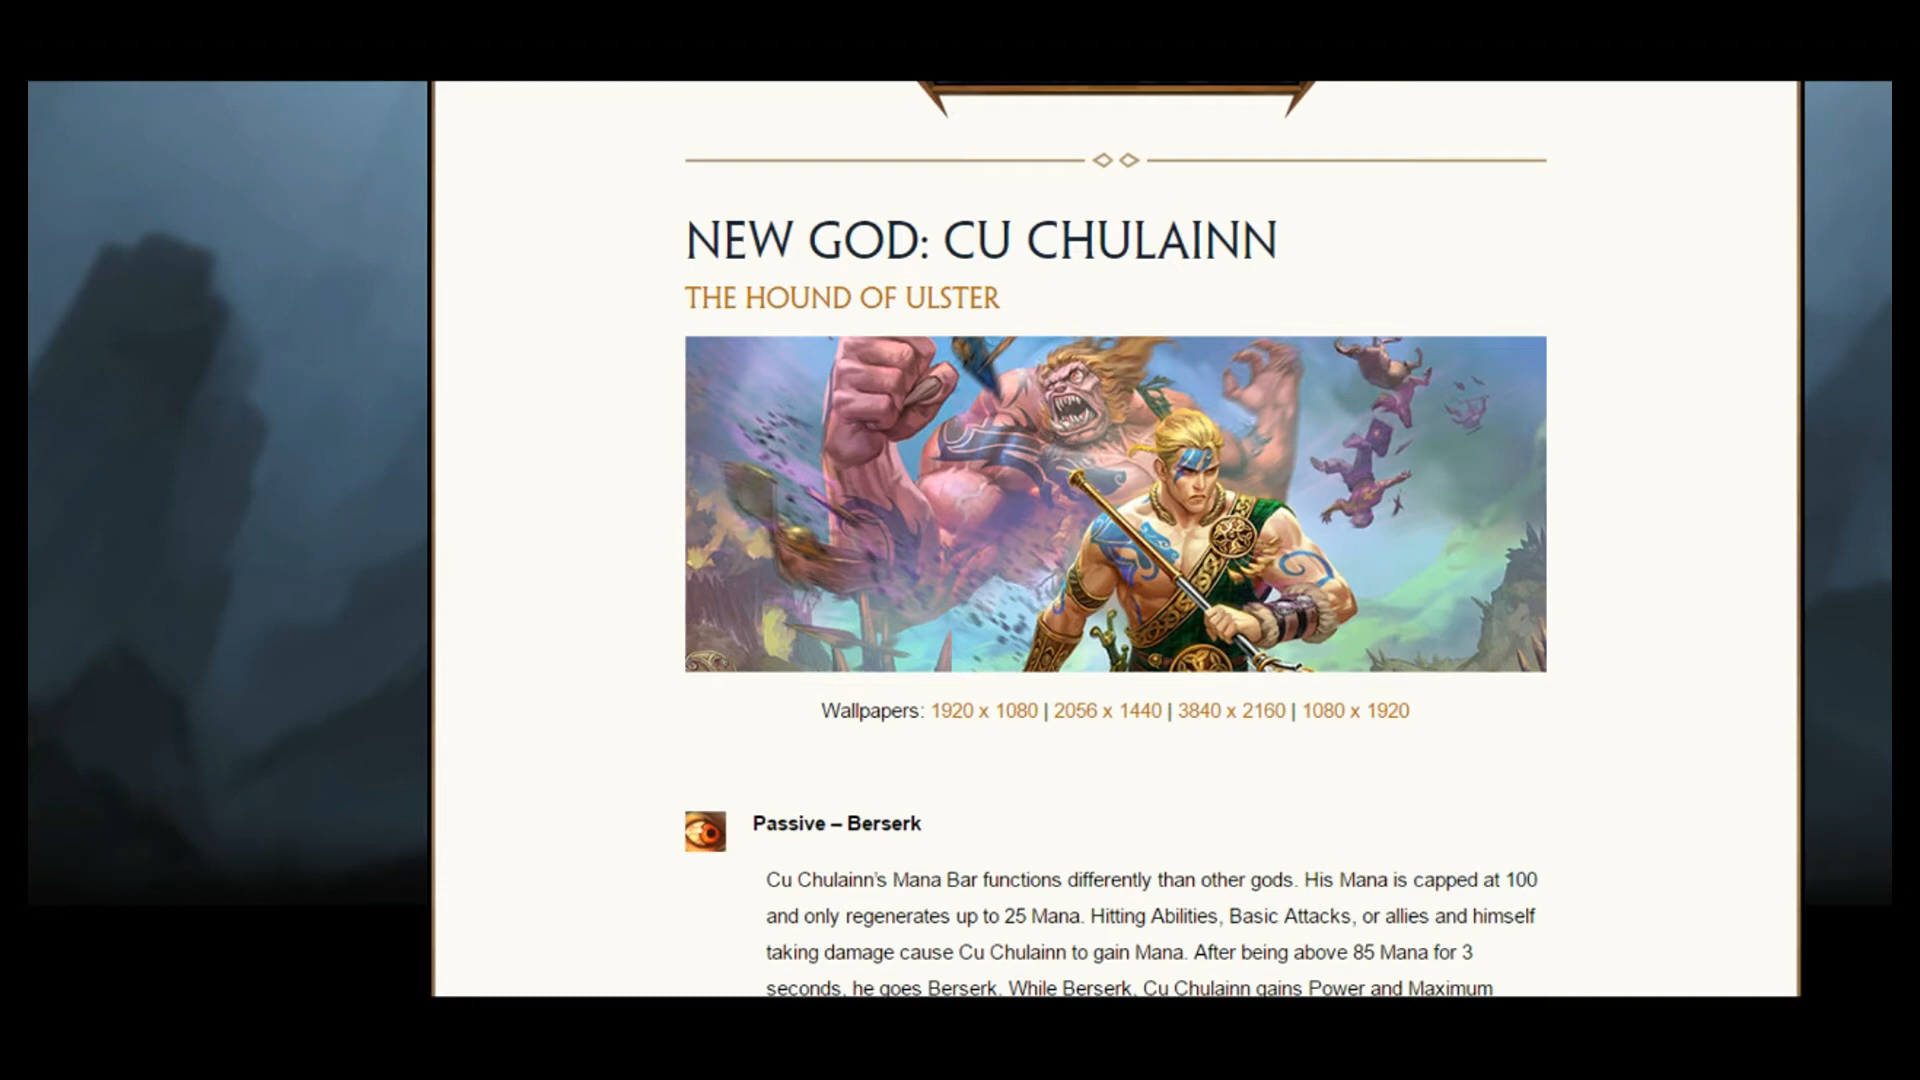 NEW GOD: CU CHULAINN
THE HOUND OF ULSTER
Wallpapers: 1920 x 1080 | 2056 x 1440 | 3840 x 2160 | 1080 x 1920
Passive – Berserk
Cu Chulainn's Mana Bar functions differently than other gods. His Mana is capped at 100
and only regenerates up to 25 Mana. Hitting Abilities, Basic Attacks, or allies and himself
taking damage cause Cu Chulainn to gain Mana. After being above 85 Mana for 3
seconds, he goes Berserk. While Berserk, Cu Chulainn gains Power and Maximum